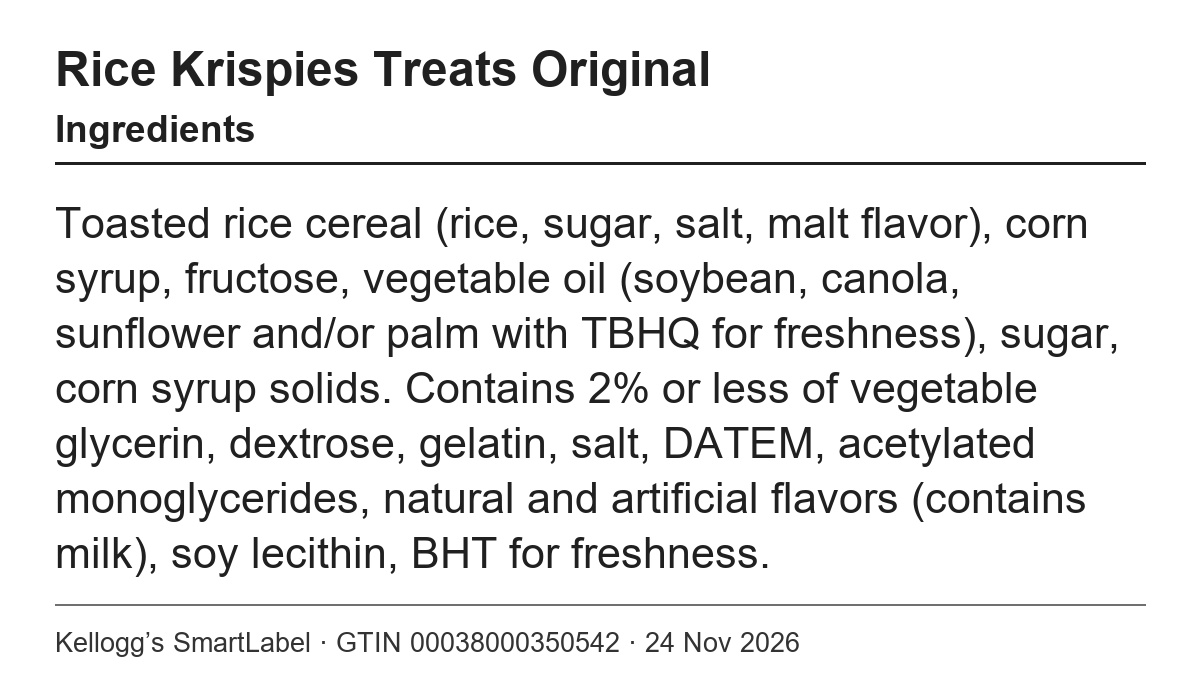 Rice Krispies Treats Original
Ingredients
Toasted rice cereal (rice, sugar, salt, malt flavor), corn
syrup, fructose, vegetable oil (soybean, canola,
sunflower and/or palm with TBHQ for freshness), sugar,
corn syrup solids. Contains 2% or less of vegetable
glycerin, dextrose, gelatin, salt, DATEM, acetylated
monoglycerides, natural and artificial flavors (contains
milk), soy lecithin, BHT for freshness.
Kellogg’s SmartLabel · GTIN 00038000350542 · 24 Nov 2026